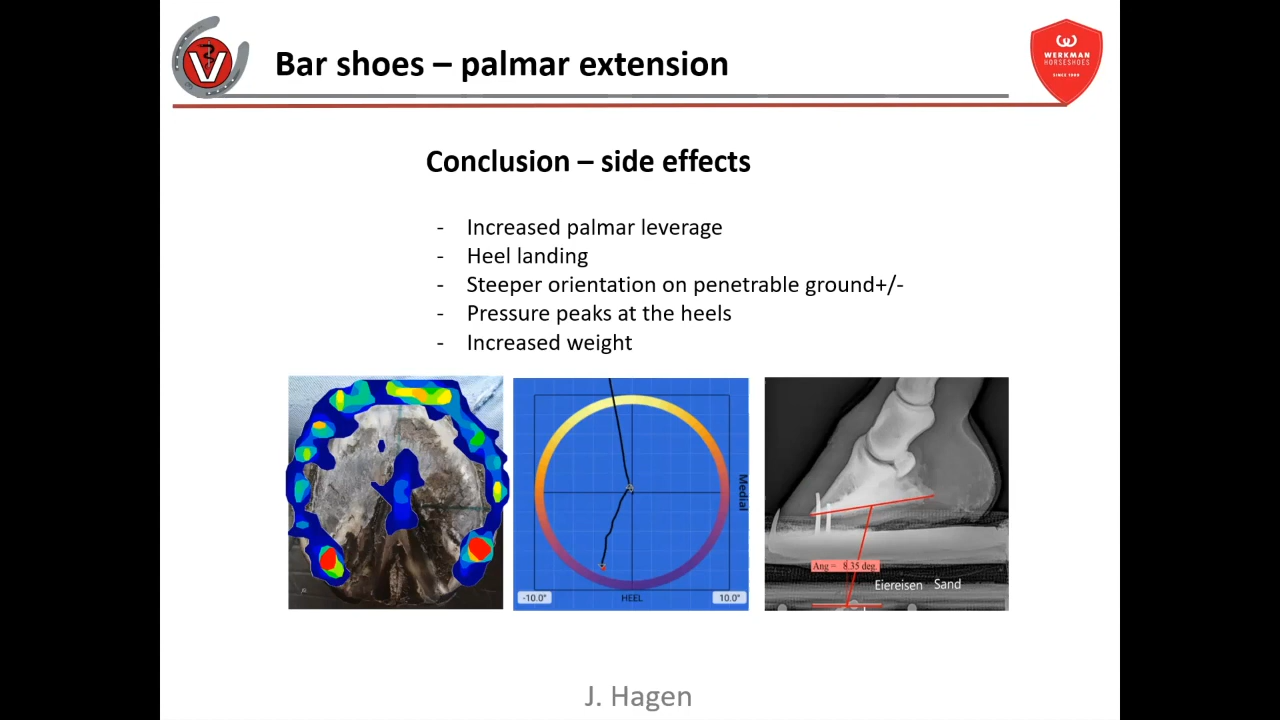 Bar shoes – palmar extension
V
WERKMAN
HORSESHOES
SINCE 1969
Conclusion – side effects
- Increased palmar leverage
- Heel landing
- Steeper orientation on penetrable ground+/-
- Pressure peaks at the heels
- Increased weight
Medial
-10.0°
HEEL
10.0°
Ang = 8.35 deg.
Eiereisen Sand
J. Hagen